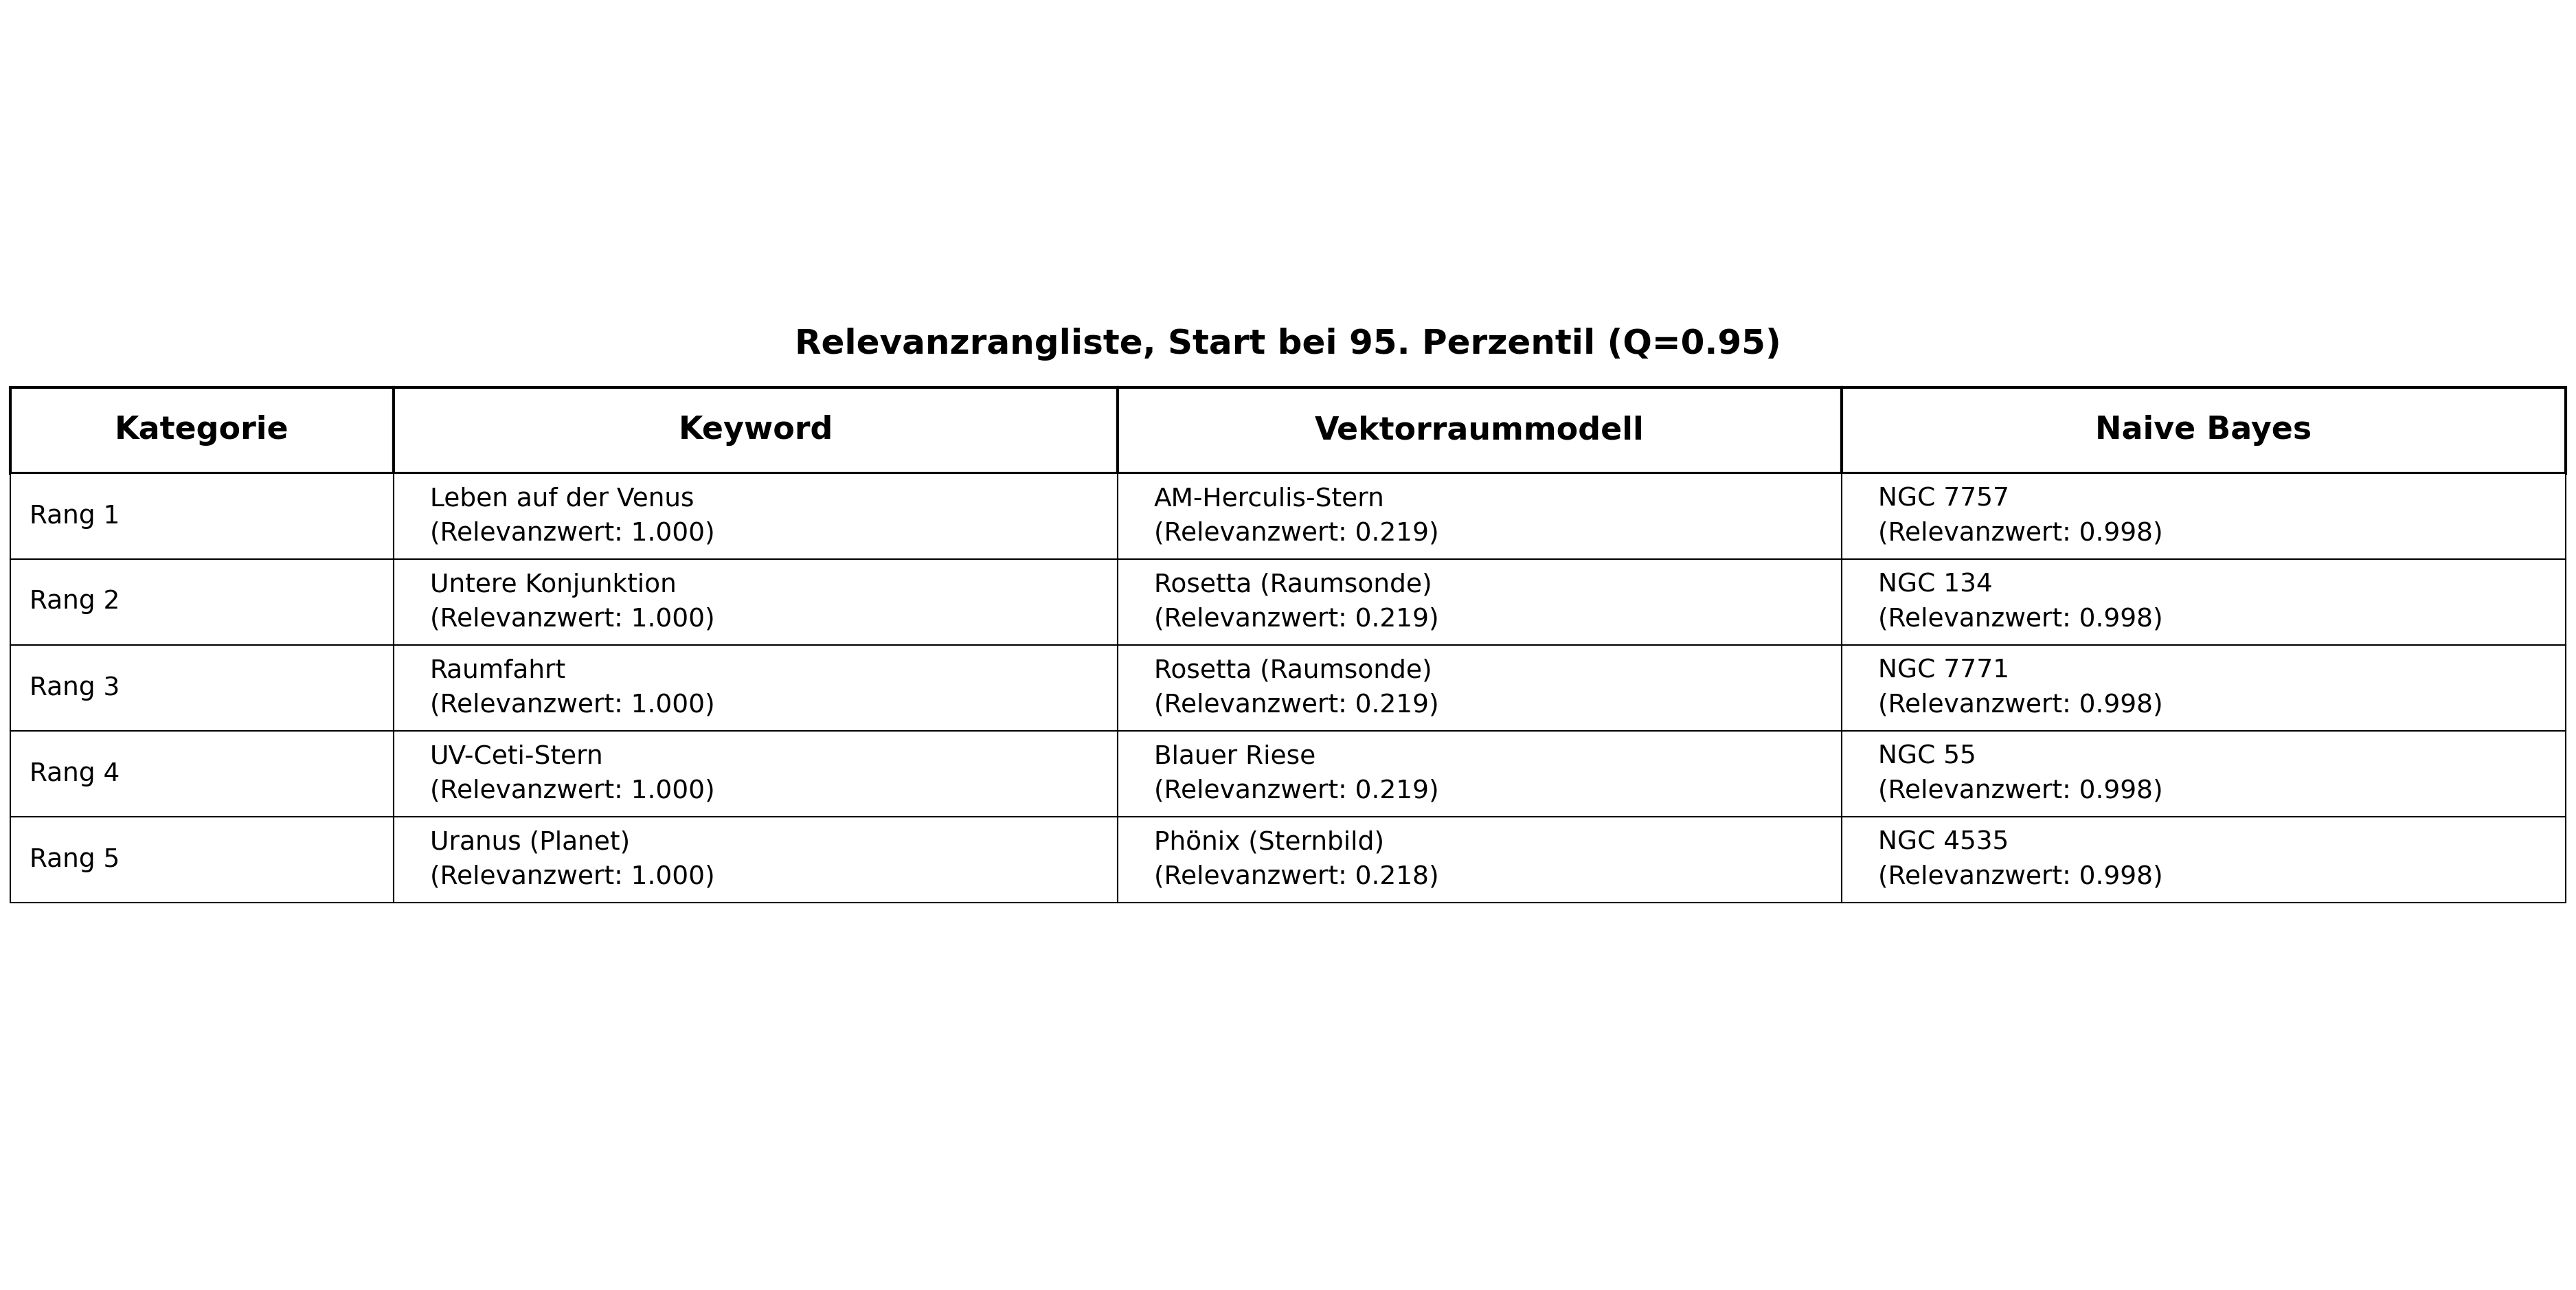 Relevanzrangliste, Start bei 95. Perzentil (Q=0.95)
Kategorie
Keyword
Vektorraummodell
Naive Bayes
Rang 1
Leben auf der Venus
(Relevanzwert: 1.000)
AM-Herculis-Stern
(Relevanzwert: 0.219)
NGC 7757
(Relevanzwert: 0.998)
Rang 2
Untere Konjunktion
(Relevanzwert: 1.000)
Rosetta (Raumsonde)
(Relevanzwert: 0.219)
NGC 134
(Relevanzwert: 0.998)
Rang 3
Raumfahrt
(Relevanzwert: 1.000)
Rosetta (Raumsonde)
(Relevanzwert: 0.219)
NGC 7771
(Relevanzwert: 0.998)
Rang 4
UV-Ceti-Stern
(Relevanzwert: 1.000)
Blauer Riese
(Relevanzwert: 0.219)
NGC 55
(Relevanzwert: 0.998)
Rang 5
Uranus (Planet)
(Relevanzwert: 1.000)
Phönix (Sternbild)
(Relevanzwert: 0.218)
NGC 4535
(Relevanzwert: 0.998)